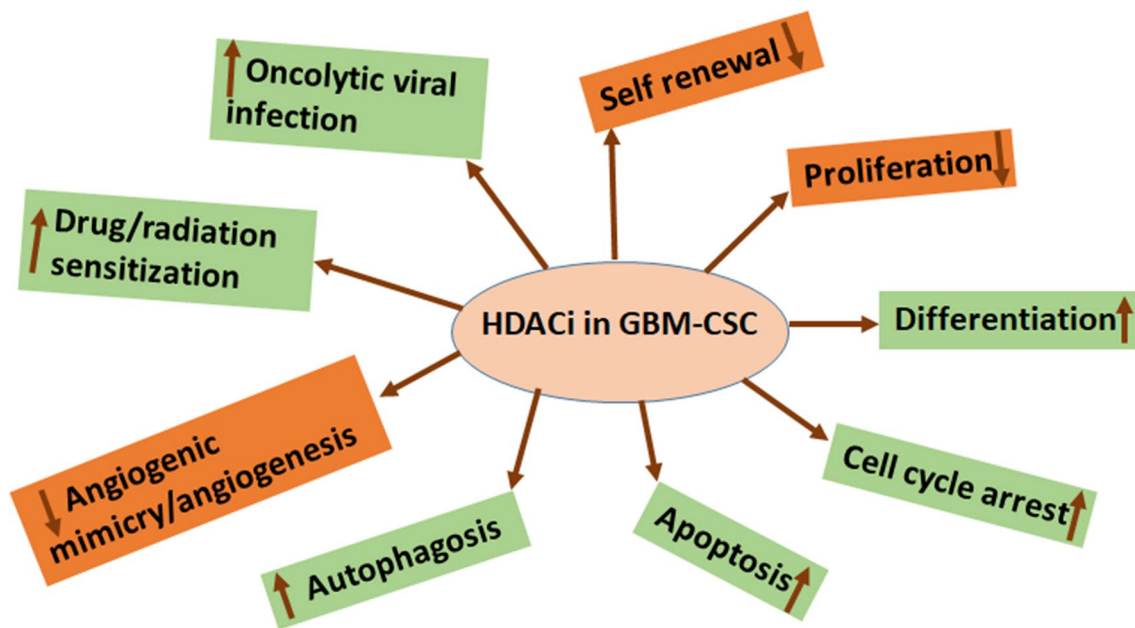 Oncolytic viral
infection
Self renewal
Proliferation
Drug/radiation
sensitization
HDACi in GBM-CSC
Differentiation
Angiogenic
mimicry/angiogenesis
Cell cycle arrest
Autophagosis
Apoptosis